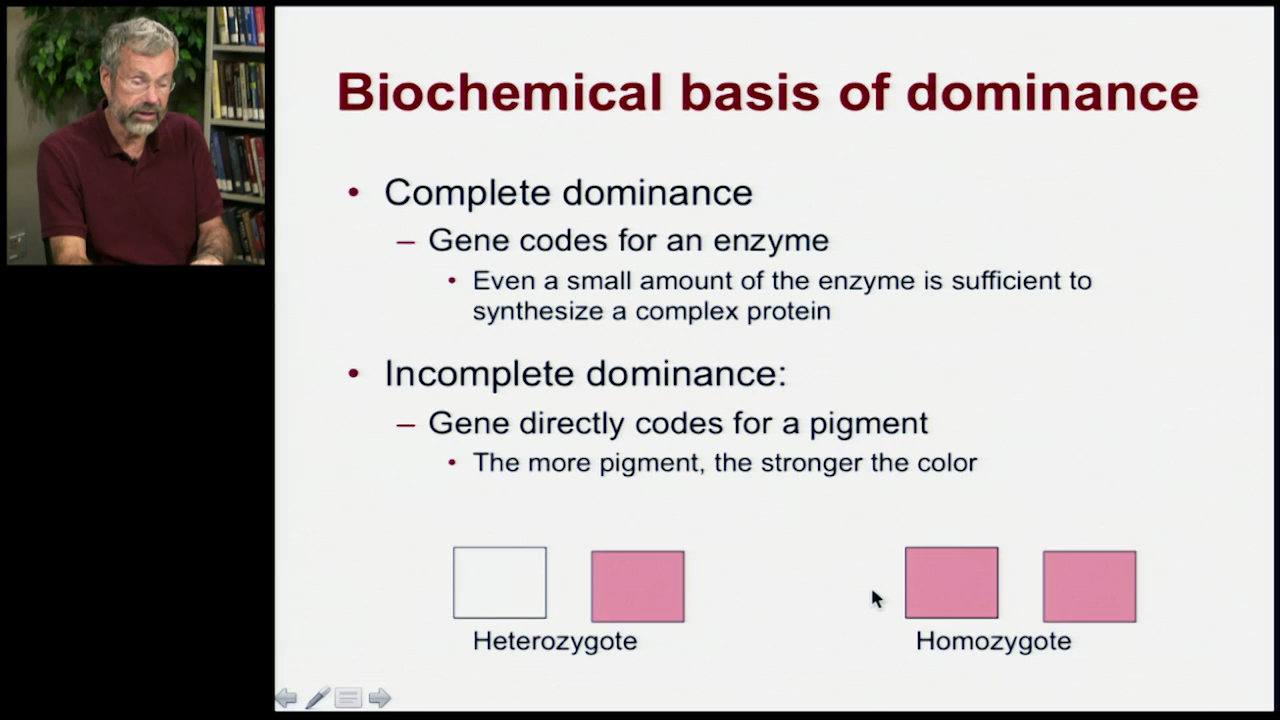 Biochemical basis of dominance
• Complete dominance
– Gene codes for an enzyme
• Even a small amount of the enzyme is sufficient to
synthesize a complex protein
• Incomplete dominance:
– Gene directly codes for a pigment
• The more pigment, the stronger the color
Heterozygote
Homozygote